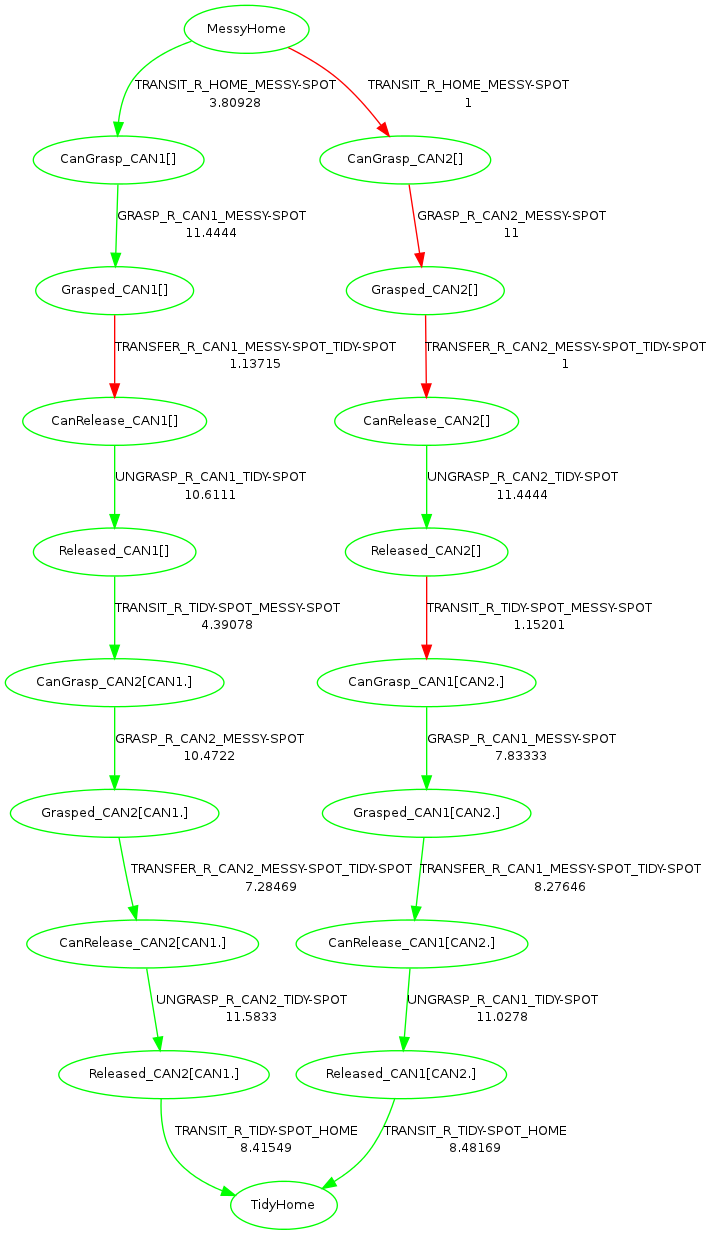 MessyHome
TRANSIT_R_HOME_MESSY-SPOT
3.80928
TRANSIT_R_HOME_MESSY-SPOT
1
CanGrasp_CAN1[]
CanGrasp_CAN2[]
GRASP_R_CAN1_MESSY-SPOT
11.4444
GRASP_R_CAN2_MESSY-SPOT
11
Grasped_CAN1[]
Grasped_CAN2[]
TRANSFER_R_CAN1_MESSY-SPOT_TIDY-SPOT
1.13715
TRANSFER_R_CAN2_MESSY-SPOT_TIDY-SPOT
1
CanRelease_CAN1[]
CanRelease_CAN2[]
UNGRASP_R_CAN1_TIDY-SPOT
10.6111
UNGRASP_R_CAN2_TIDY-SPOT
11.4444
Released_CAN1[]
Released_CAN2[]
TRANSIT_R_TIDY-SPOT_MESSY-SPOT
4.39078
TRANSIT_R_TIDY-SPOT_MESSY-SPOT
1.15201
CanGrasp_CAN2[CAN1.]
CanGrasp_CAN1[CAN2.]
GRASP_R_CAN2_MESSY-SPOT
10.4722
GRASP_R_CAN1_MESSY-SPOT
7.83333
Grasped_CAN2[CAN1.]
Grasped_CAN1[CAN2.]
TRANSFER_R_CAN2_MESSY-SPOT_TIDY-SPOT
7.28469
TRANSFER_R_CAN1_MESSY-SPOT_TIDY-SPOT
8.27646
CanRelease_CAN2[CAN1.]
CanRelease_CAN1[CAN2.]
UNGRASP_R_CAN2_TIDY-SPOT
11.5833
UNGRASP_R_CAN1_TIDY-SPOT
11.0278
Released_CAN2[CAN1.]
Released_CAN1[CAN2.]
TRANSIT_R_TIDY-SPOT_HOME
8.41549
TRANSIT_R_TIDY-SPOT_HOME
8.48169
TidyHome